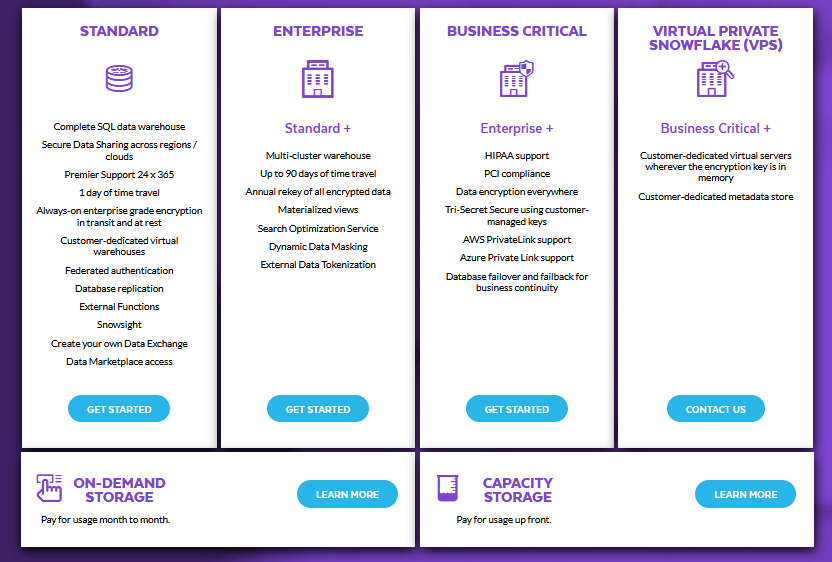 STANDARD
Complete SQL data warehouse
Secure Data Sharing across regions /
clouds
Premier Support 24 x 365
1 day of time travel
Always-on enterprise grade encryption
in transit and at rest
Customer-dedicated virtual
warehouses
Federated authentication
Database replication
External Functions
Snowsight
Create your own Data Exchange
Data Marketplace access
GET STARTED
ENTERPRISE
Standard +
Multi-cluster warehouse
Up to 90 days of time travel
Annual rekey of all encrypted data
Materialized views
Search Optimization Service
Dynamic Data Masking
External Data Tokenization
GET STARTED
BUSINESS CRITICAL
Enterprise +
HIPAA support
PCI compliance
Data encryption everywhere
Tri-Secret Secure using customer-
managed keys
AWS PrivateLink support
Azure Private Link support
Database failover and failback for
business continuity
GET STARTED
VIRTUAL PRIVATE
SNOWFLAKE (VPS)
Business Critical +
Customer-dedicated virtual servers
wherever the encryption key is in
memory
Customer-dedicated metadata store
CONTACT US
ON-DEMAND
STORAGE
Pay for usage month to month.
LEARN MORE
CAPACITY
STORAGE
Pay for usage up front.
LEARN MORE